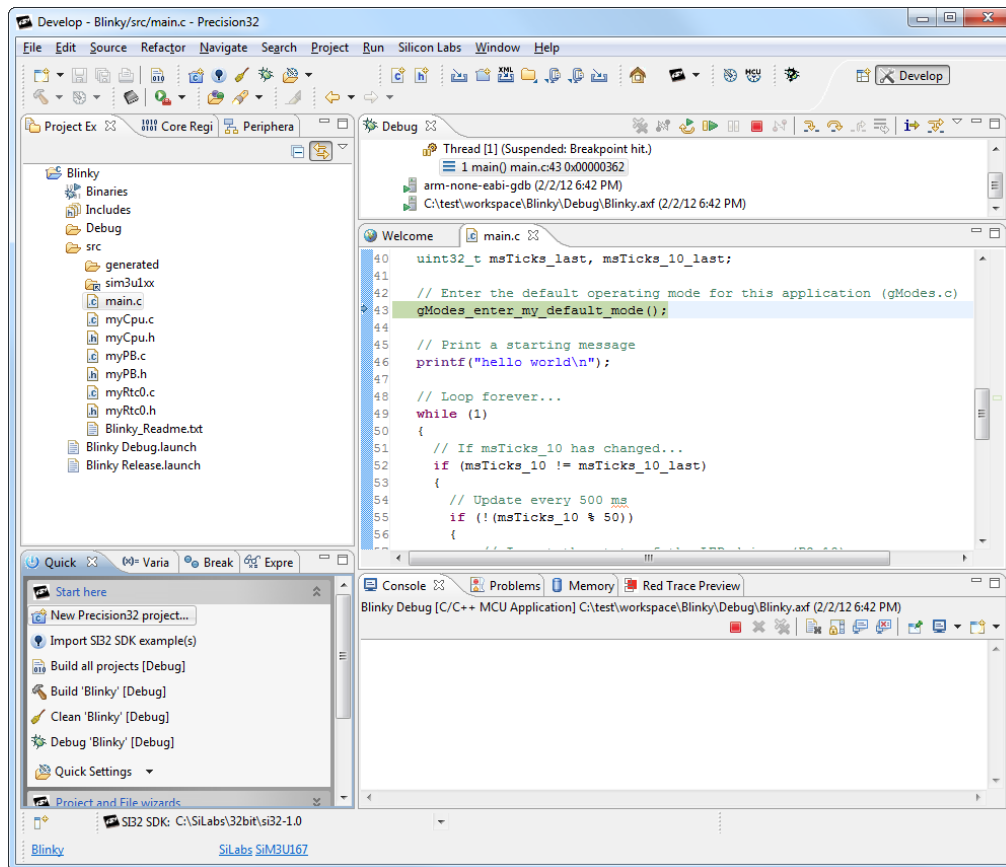 Develop - Blinky/src/main.c - Precision32
File Edit Source Refactor Navigate Search Project Run Silicon Labs Window Help
Develop
Project Ex
Core Regi
Periphera
Blinky
Binaries
Includes
Debug
src
generated
sim3u1xx
main.c
myCpu.c
myCpu.h
myPB.c
myPB.h
myRtc0.c
myRtc0.h
Blinky_Readme.txt
Blinky Debug.launch
Blinky Release.launch
Debug
Thread [1] (Suspended: Breakpoint hit.)
1 main() main.c:43 0x00000362
arm-none-eabi-gdb (2/2/12 6:42 PM)
C:\test\workspace\Blinky\Debug\Blinky.axf (2/2/12 6:42 PM)
Welcome
main.c
40 uint32_t msTicks_last, msTicks_10_last;
41
42 // Enter the default operating mode for this application (gModes.c)
43 gModes_enter_my_default_mode();
44
45 // Print a starting message
46 printf("hello world\n");
47
48 // Loop forever...
49 while (1)
50 {
51 // If msTicks_10 has changed...
52 if (msTicks_10 != msTicks_10_last)
53 {
54 // Update every 500 ms
55 if (!(msTicks_10 % 50))
56 {
Quick
(x)= Varia
Break
Expre
Start here
New Precision32 project...
Import SI32 SDK example(s)
Build all projects [Debug]
Build 'Blinky' [Debug]
Clean 'Blinky' [Debug]
Debug 'Blinky' [Debug]
Quick Settings
Project and File wizards
Console
Problems
Memory
Red Trace Preview
Blinky Debug [C/C++ MCU Application] C:\test\workspace\Blinky\Debug\Blinky.axf (2/2/12 6:42 PM)
SI32 SDK: C:\SiLabs\32bit\si32-1.0
Blinky
SiLabs SiM3U167